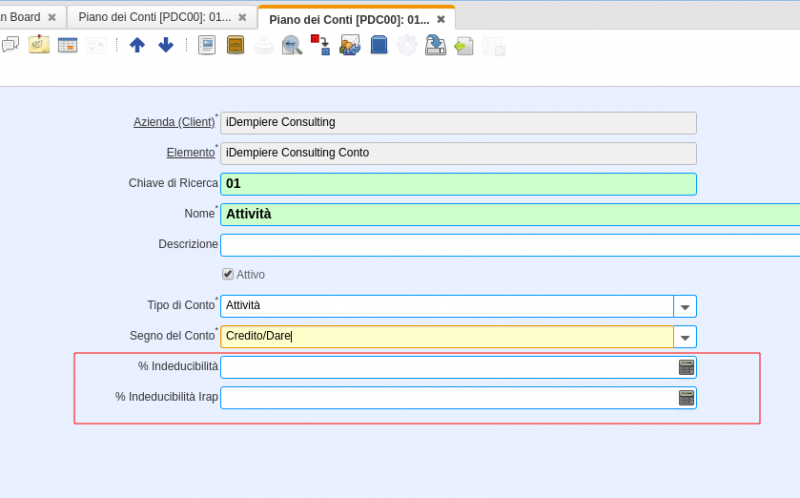 n Board ✖ Piano dei Conti [PDC00]: 01... ✖ Piano dei Conti [PDC00]: 01... ✖
Azienda (Client)* iDempiere Consulting
Elemento* iDempiere Consulting Conto
Chiave di Ricerca 01
Nome* Attività
Descrizione
Attivo
Tipo di Conto* Attività
Segno del Conto* Credito/Dare
% Indeducibilità
% Indeducibilità Irap